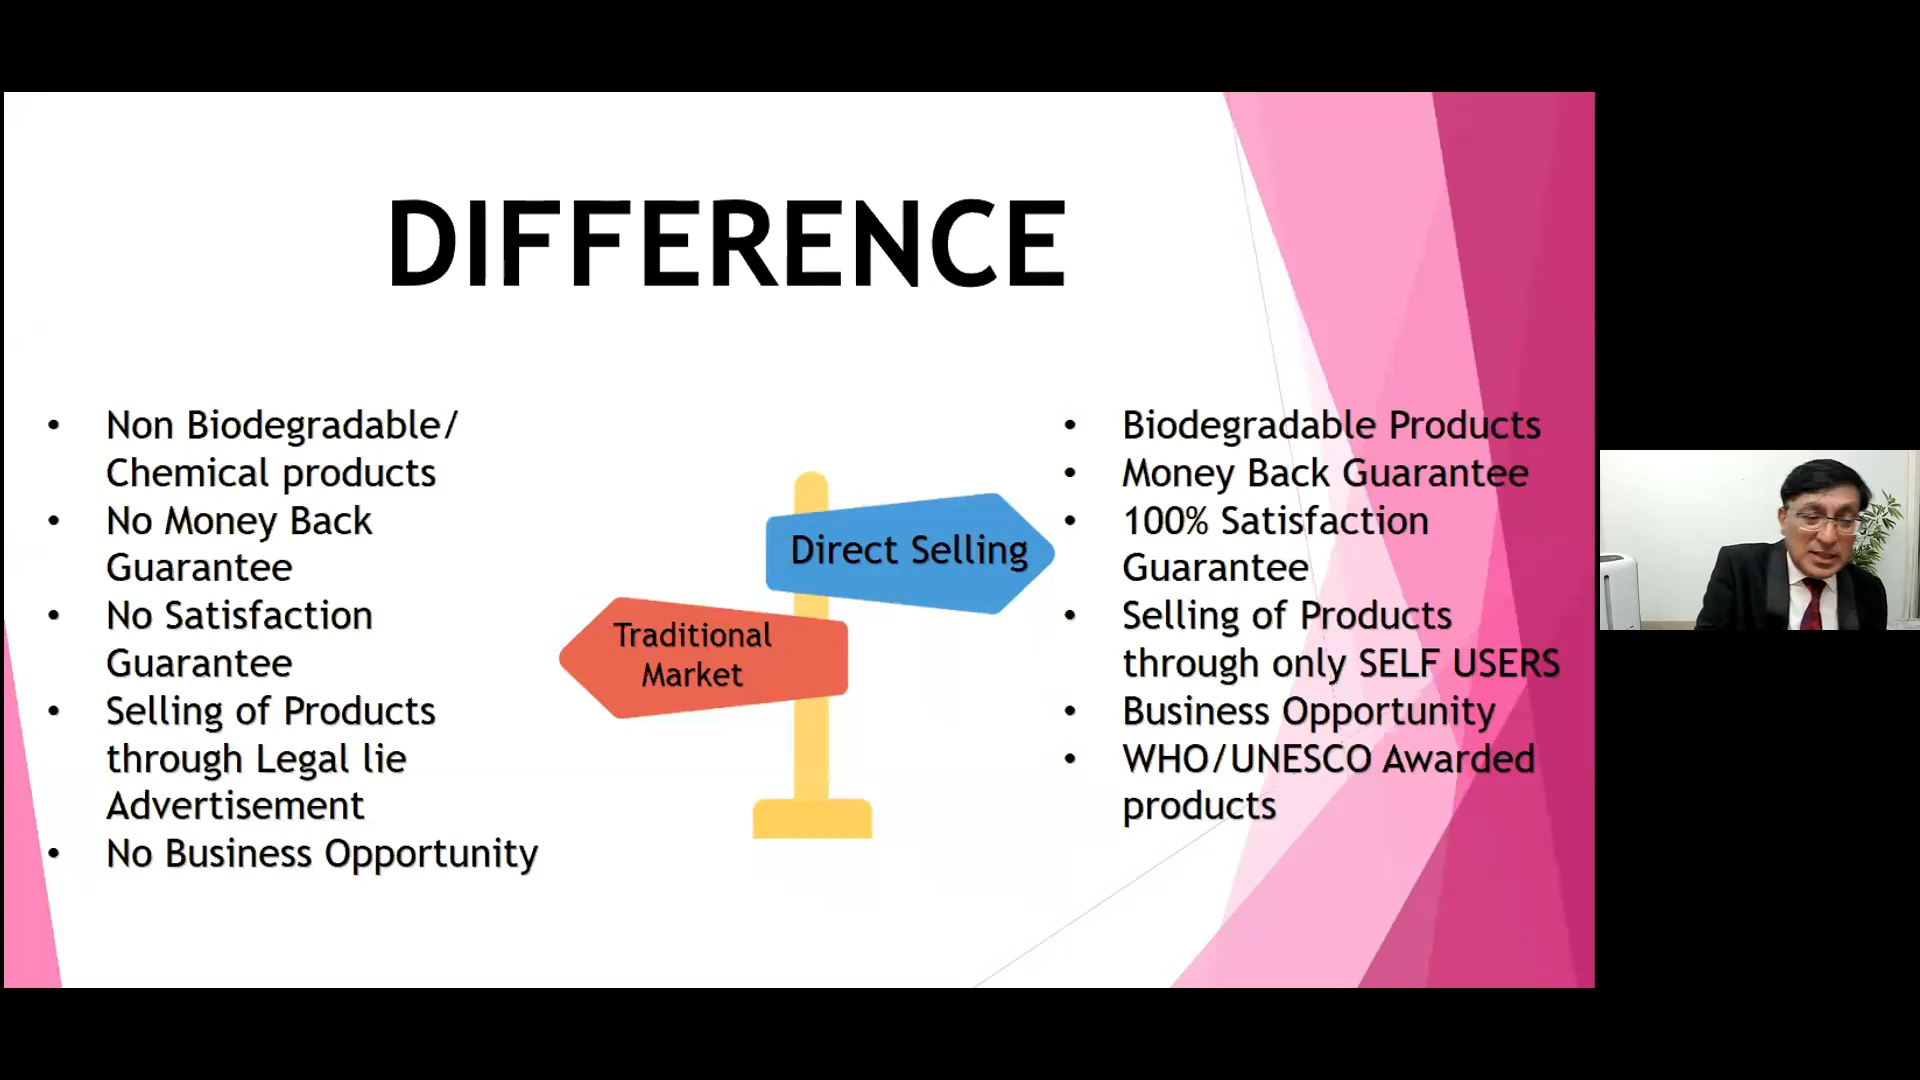 DIFFERENCE
• Non Biodegradable/
Chemical products
• No Money Back
Guarantee
• No Satisfaction
Guarantee
• Selling of Products
through Legal lie
Advertisement
• No Business Opportunity
Direct Selling
Traditional
Market
• Biodegradable Products
• Money Back Guarantee
• 100% Satisfaction
Guarantee
• Selling of Products
through only SELF USERS
• Business Opportunity
• WHO/UNESCO Awarded
products